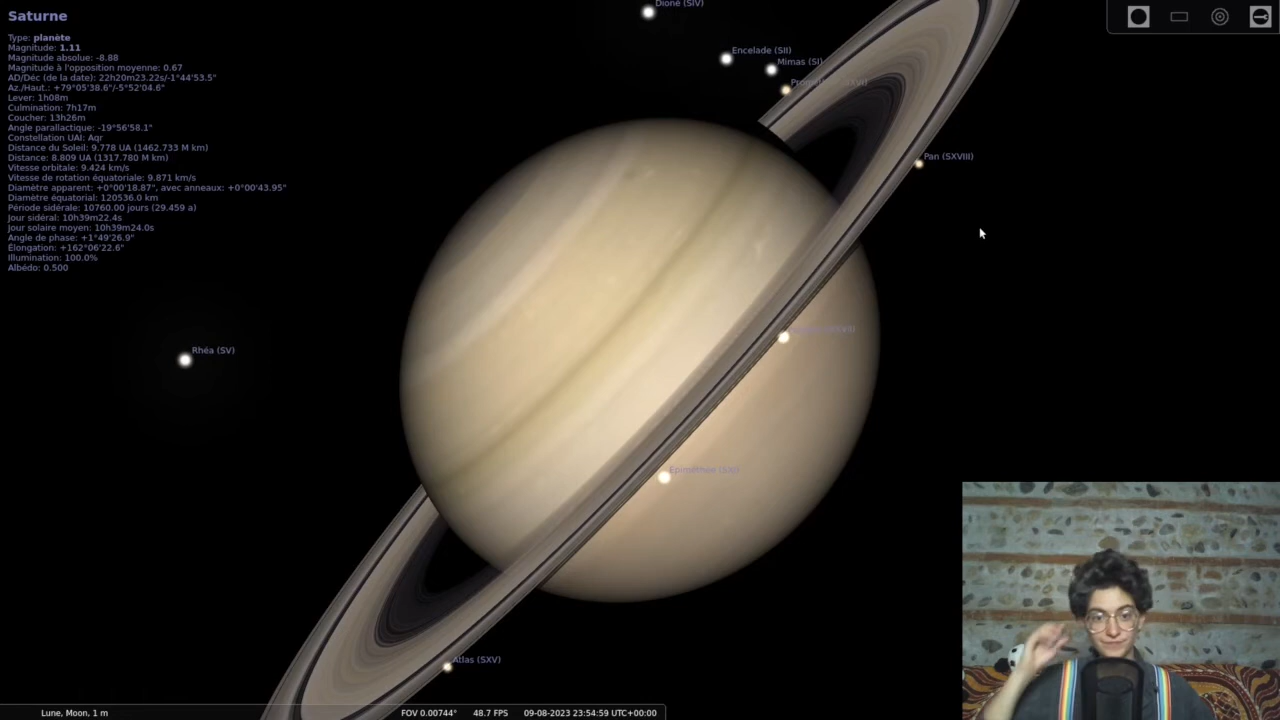 Saturne
Type: planète
Magnitude: 1.11
Magnitude absolue: -8.88
Magnitude à l'opposition moyenne: 0.67
AD/Déc (de la date): 22h20m23.22s/-1°44'53.5"
Az./Haut.: +79°05'38.6"/-5°52'04.6"
Lever: 1h08m
Culmination: 7h17m
Coucher: 13h26m
Angle parallactique: -19°56'58.1"
Constellation UAI: Aqr
Distance du Soleil: 9.778 UA (1462.733 M km)
Distance: 8.809 UA (1317.780 M km)
Vitesse orbitale: 9.424 km/s
Vitesse de rotation équatoriale: 9.871 km/s
Diamètre apparent: +0°00'18.87", avec anneaux: +0°00'43.95"
Diamètre équatorial: 120536.0 km
Période sidérale: 10760.00 jours (29.459 a)
Jour sidéral: 10h39m22.4s
Jour solaire moyen: 10h39m24.0s
Angle de phase: +1°49'26.9"
Élongation: +162°06'22.6"
Illumination: 100.0%
Albédo: 0.500
Dioné (SIV)
Encelade (SII)
Mimas (SI)
Pan (SXVIII)
Rhéa (SV)
Épiméthée (SXI)
Atlas (SXV)
Lune, Moon, 1 m
FOV 0.00744°
48.7 FPS
09-08-2023 23:54:59 UTC+00:00